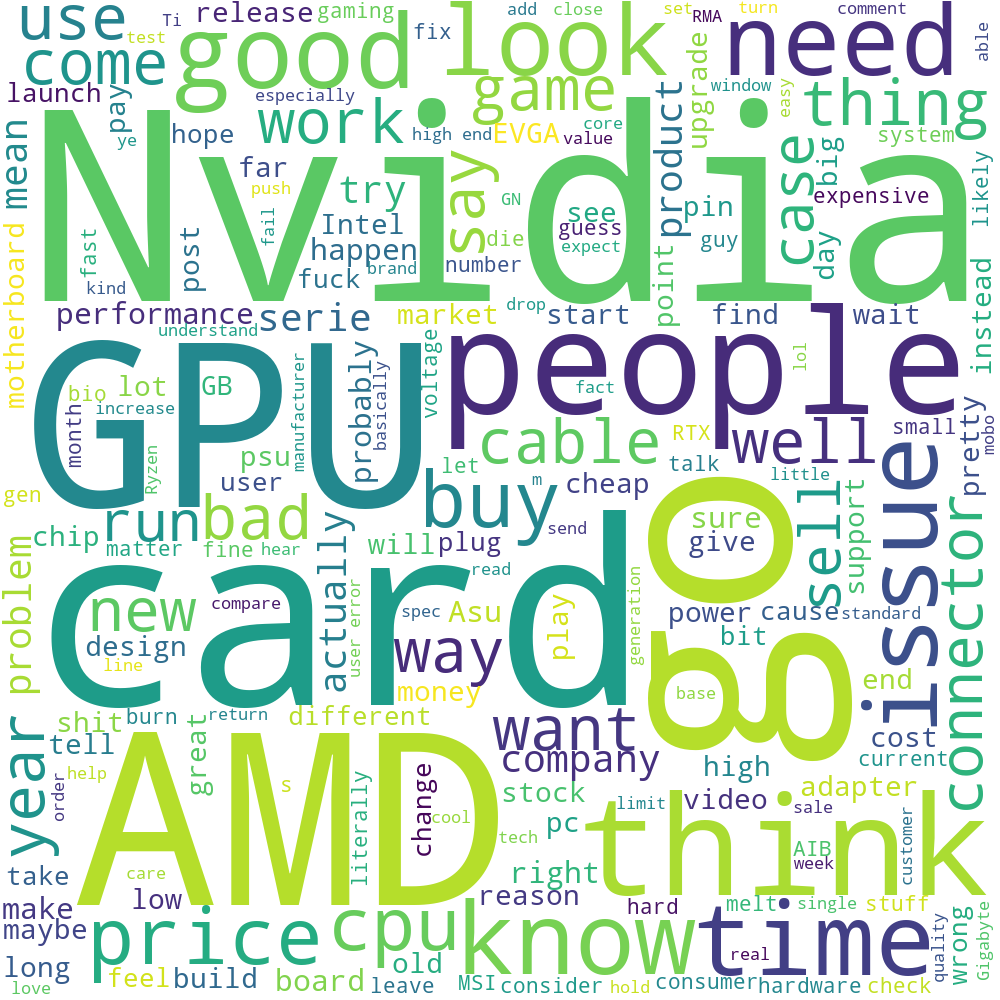 use
Ti
release
gaming
good
look
add
close
set
RMA
turn
comment
need
able
test
fix
come
launch
pay
especially
game
upgrade
window
easy
thing
mean
ye
hope
work
high end
EVGA
core
value
product
case
big
system
Nvidia
far
push
try
say
GN
see
pin
expensive
likely
fast
post
fail
Intel
die
guess
guy
day
happen
brand
number
expect
kind
fuck
motherboard
performance
serie
market
drop
start
point
find
wait
instead
understand
voltage
lol
GPU
people
bio
lot
GB
probably
basically
manufacturer
fact
month
increase
small
pretty
mobo
psu
Ryzen
cable
RTX
well
gen
user
let
talk
little
issue
run
bad
buy
m
cheap
sure
sell
support
connector
chip
matter
fine
hear
actually
will
plug
send
give
go
problem
card
read
new
compare
spec
Asu
play
generation
power
cause
standard
design
user error
way
bit
line
money
base
end
year
shit
burn
return
different
want
cost
tell
great
company
high
current
help
order
s
literally
change
stock
limit
video
sale
adapter
AMD
cool
tech
pc
think
AIB
week
customer
take
care
right
make
low
reason
hard
melt
single
stuff
maybe
price
cpu
know
time
real
quality
wrong
Gigabyte
long
old
love
feel
build
board
leave
MSI
consider
hold
consumer
hardware
check